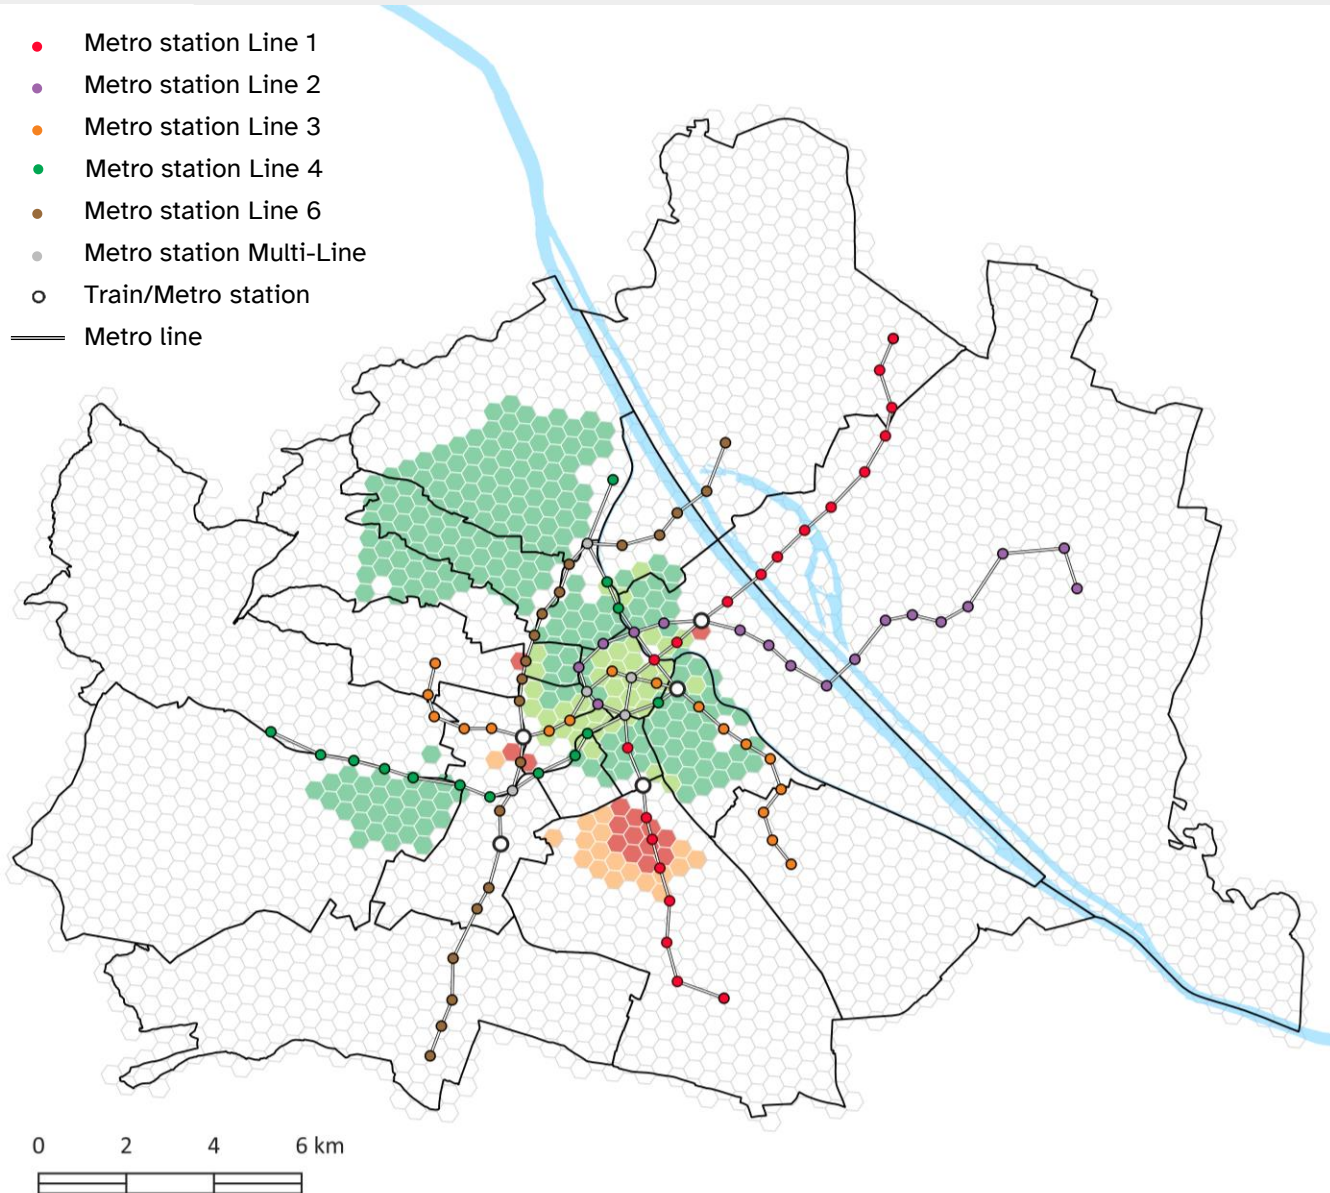 Metro station Line 1
Metro station Line 2
Metro station Line 3
Metro station Line 4
Metro station Line 6
Metro station Multi-Line
Train/Metro station
Metro line
0 2 4 6 km